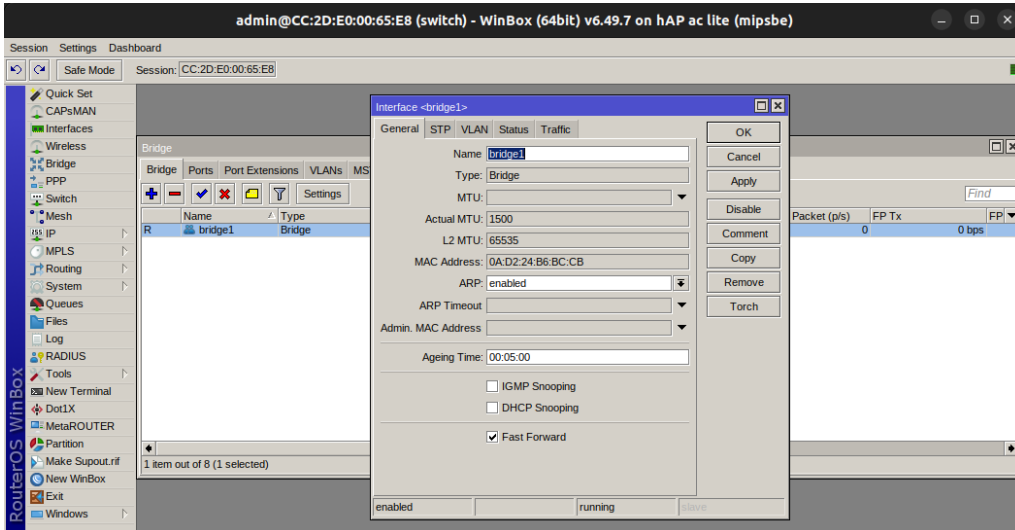 admin@CC:2D:E0:00:65:E8 (switch) - WinBox (64bit) v6.49.7 on hAP ac lite (mipsbe)
Session Settings Dashboard
Safe Mode Session: CC:2D:E0:00:65:E8
Quick Set
CAPsMAN
Interfaces
Wireless
Bridge
PPP
Switch
Mesh
IP
MPLS
Routing
System
Queues
Files
Log
RADIUS
Tools
New Terminal
Dot1X
MetaROUTER
Partition
Make Supout.rif
New WinBox
Exit
Windows
RouterOS WinBox
Bridge
Bridge Ports Port Extensions VLANs MS
Settings
Find
Name Type Packet (p/s) FP Tx FP
R bridge1 Bridge 0 0 bps
1 item out of 8 (1 selected)
Interface <bridge1>
General STP VLAN Status Traffic
Name bridge1
Type: Bridge
MTU:
Actual MTU: 1500
L2 MTU: 65535
MAC Address: 0A:D2:24:B6:BC:CB
ARP: enabled
ARP Timeout
Admin. MAC Address
Ageing Time: 00:05:00
IGMP Snooping
DHCP Snooping
Fast Forward
OK
Cancel
Apply
Disable
Comment
Copy
Remove
Torch
enabled running slave